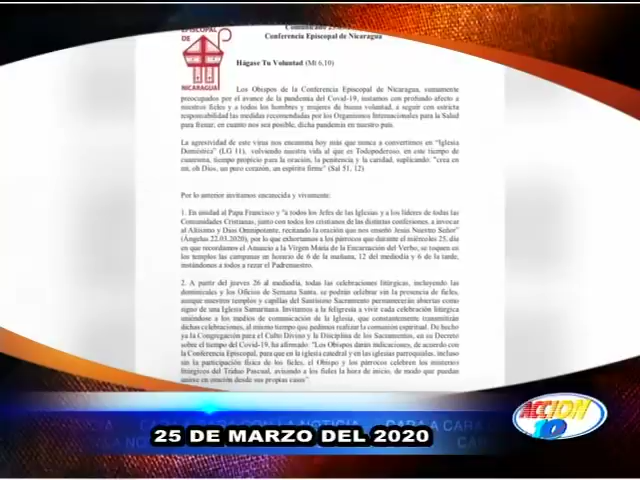 EPISCOPAL
DE
NICARAGUA
Conferencia Episcopal de Nicaragua
Hágase Tu Voluntad (Mt 6,10)
Los Obispos de la Conferencia Episcopal de Nicaragua, sumamente
preocupados por el avance de la pandemia del Covid-19, instamos con profundo afecto a
nuestros fieles y a todos los hombres y mujeres de buena voluntad, a seguir con estricta
responsabilidad las medidas recomendadas por los Organismos Internacionales para la Salud
para frenar, en cuanto nos sea posible, dicha pandemia en nuestro país.
La agresividad de este virus nos encamina hoy más que nunca a convertirnos en "Iglesia
Doméstica" (LG 11), volviendo nuestra vida al que es Todopoderoso, en este tiempo de
cuaresma, tiempo propicio para la oración, la penitencia y la caridad, suplicando: "crea en
mí, oh Dios, un puro corazón, un espíritu firme" (Sal 51, 12)
Por lo anterior invitamos encarecida y vivamente:
1. En unidad al Papa Francisco y "a todos los Jefes de las Iglesias y a los líderes de todas las
Comunidades Cristianas, junto con todos los cristianos de las distintas confesiones, a invocar
al Altísimo y Dios Omnipotente, recitando la oración que nos enseñó Jesús Nuestro Señor"
(Ángelus 22.03.2020), por lo que exhortamos a los párrocos que durante el miércoles 25, día
en que recordamos el Anuncio a la Virgen María de la Encarnación del Verbo, se toquen en
los templos las campanas en horario de 6 de la mañana, 12 del mediodía y 6 de la tarde,
instándonos a todos a rezar el Padrenuestro.
2. A partir del jueves 26 al mediodía, todas las celebraciones litúrgicas, incluyendo las
dominicales y los Oficios de Semana Santa, se podrán celebrar sin la presencia de fieles,
aunque nuestros templos y capillas del Santísimo Sacramento permanecerán abiertas como
signo de una Iglesia Samaritana. Invitamos a la feligresía a vivir cada celebración litúrgica
uniéndose a los medios de comunicación de la Iglesia, que constantemente transmitirán
dichas celebraciones, al mismo tiempo que pedimos realizar la comunión espiritual. De hecho
ya la Congregación para el Culto Divino y la Disciplina de los Sacramentos, en su Decreto
sobre el tiempo del Covid-19, ha afirmado: "Los Obispos darán indicaciones, de acuerdo con
la Conferencia Episcopal, para que en la iglesia catedral y en las iglesias parroquiales, incluso
sin la participación física de los fieles, el Obispo y los párrocos celebren los misterios
litúrgicos del Triduo Pascual, avisando a los fieles la hora de inicio, de modo que puedan
unirse en oración desde sus propias casas".
25 DE MARZO DEL 2020
ACCION
10
CARA A CARA CON LA NOTICIA
CARA A CARA